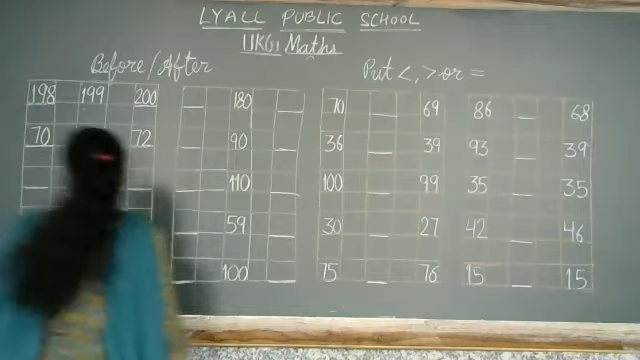 LYALL PUBLIC SCHOOL
UKG, Maths
Before/After
Put <, > or =
198 199 200 _ 180 _ 70 _ 69 86 _ 68
70 72 _ 90 _ 36 _ 39 93 _ 39
_ _ _ 110 _ 100 _ 99 35 _ 35
_ 59 _ 30 _ 27 42 _ 46
_ 100 _ 75 _ 76 15 _ 15